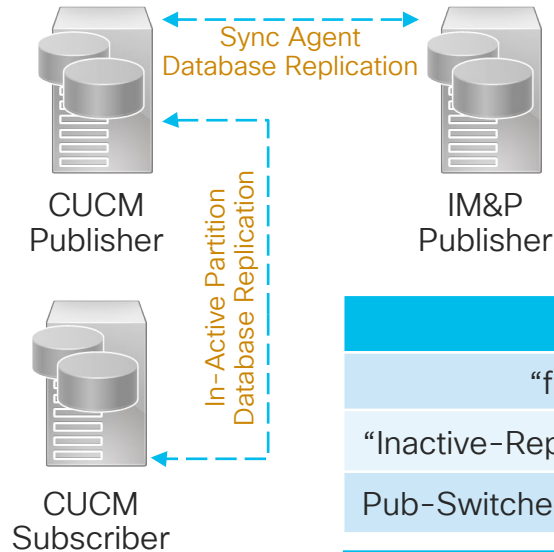 Sync Agent
Database Replication
CUCM
Publisher
IM&P
Publisher
In-Active Partition
Database Replication
CUCM
Subscriber
“f
“Inactive-Rep
Pub-Switche